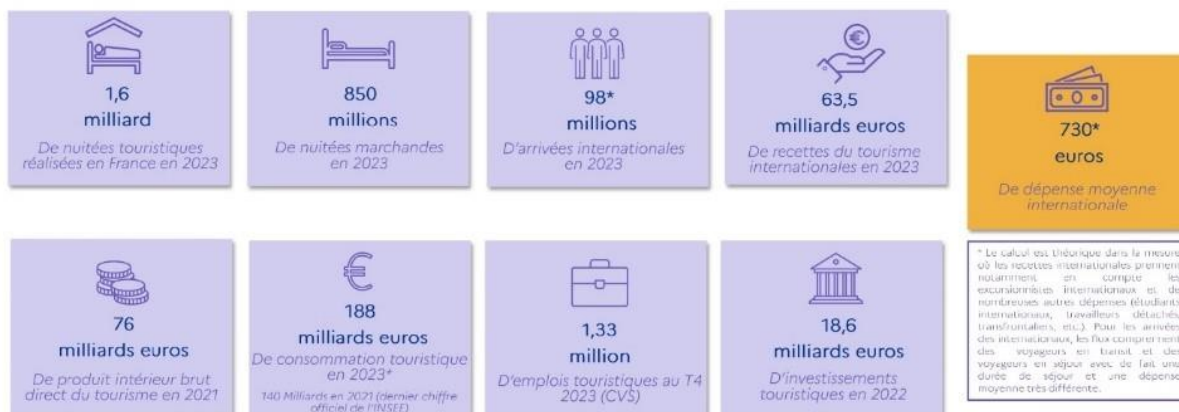 1,6
milliard
De nuitées touristiques
réalisées en France en 2023
850
millions
De nuitées marchandes
en 2023
98*
millions
D'arrivées internationales
en 2023
63,5
milliards euros
De recettes du tourisme
internationales en 2023
730*
euros
De dépense moyenne
internationale
76
milliards euros
De produit intérieur brut
direct du tourisme en 2021
188
milliards euros
De consommation touristique
en 2023*
140 Milliards en 2021 (dernier chiffre
officiel de l'INSEE)
1,33
million
D'emplois touristiques au T4
2023 (CVS)
18,6
milliards euros
D'investissements
touristiques en 2022
* Le calcul est théorique dans la mesure
où les recettes internationales prennent
notamment en compte les
excursionnistes internationaux et de
nombreuses autres dépenses (étudiants
internationaux, travailleurs détachés,
transfrontaliers, etc.). Pour les arrivées
des internationaux, les flux comprennent
des voyageurs en transit et des
voyageurs en séjour avec de fait une
durée de séjour et une dépense
moyenne très différente.